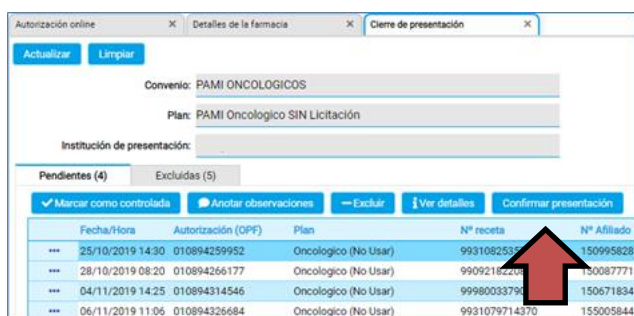 Autorización online × Detalles de la farmacia × Cierre de presentación ×
Actualizar Limpiar
Convenio: PAMI ONCOLOGICOS
Plan: PAMI Oncologico SIN Licitación
Institución de presentación:
Pendientes (4) Excluidas (5)
Marcar como controlada Anotar observaciones Excluir Ver detalles Confirmar presentación
Fecha/Hora Autorización (OPF) Plan Nº receta Nº Afiliado
25/10/2019 14:30 010894259952 Oncologico (No Usar) 150995828
28/10/2019 08:20 010894266177 Oncologico (No Usar) 150087771
04/11/2019 14:25 010894314546 Oncologico (No Usar) 150671834
06/11/2019 11:06 010894326684 Oncologico (No Usar) 9931079714370 155005844